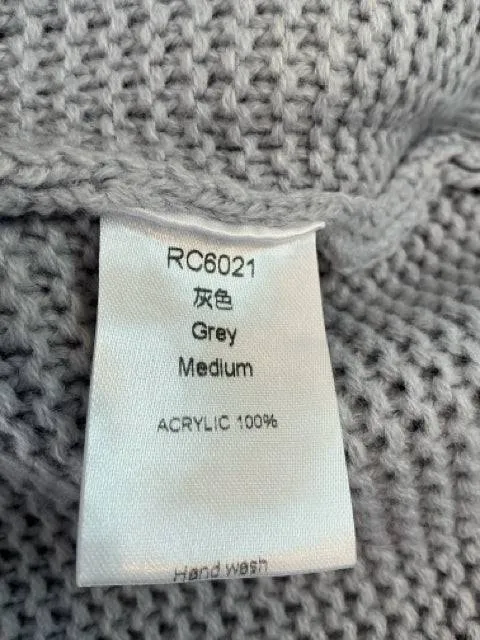 RC6021
灰色
Grey
Medium
ACRYLIC 100%
Hand wash